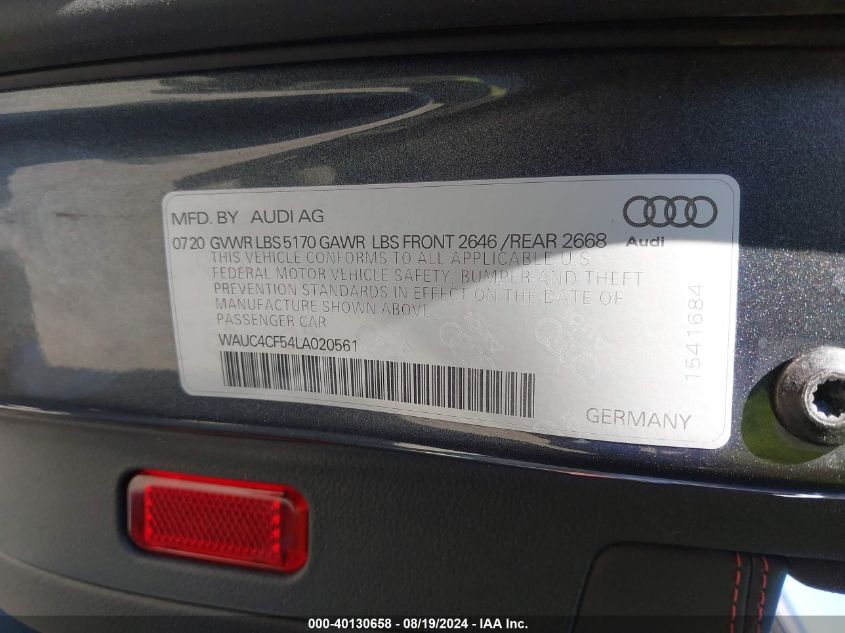 MFD. BY AUDI AG
0720 GVWR LBS 5170 GAWR LBS FRONT 2646 /REAR 2668
Audi
THIS VEHICLE CONFORMS TO ALL APPLICABLE U.S.
FEDERAL MOTOR VEHICLE SAFETY, BUMPER AND THEFT
PREVENTION STANDARDS IN EFFECT ON THE DATE OF
MANUFACTURE SHOWN ABOVE.
PASSENGER CAR
WAUC4CF54LA020561
1541684
GERMANY
000-40130658 - 08/19/2024 - IAA Inc.